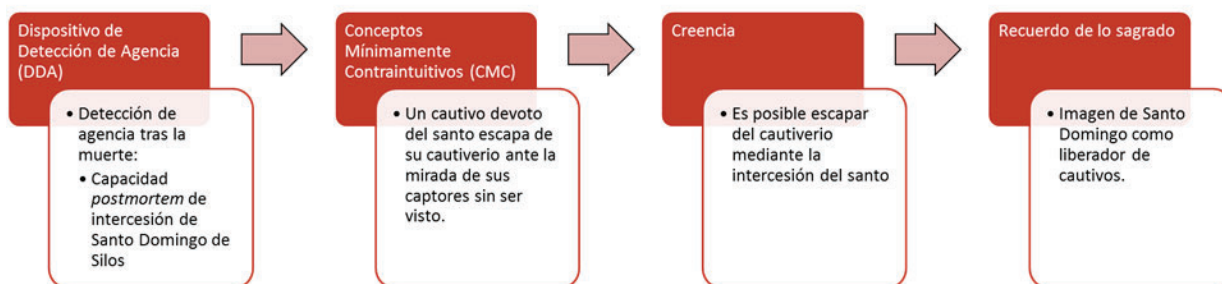 Dispositivo de
Detección de Agencia
(DDA)
• Detección de
agencia tras la
muerte:
• Capacidad
postmortem de
intercesión de
Santo Domingo de
Silos
Conceptos
Mínimamente
Contraintuitivos (CMC)
• Un cautivo devoto
del santo escapa de
su cautiverio ante la
mirada de sus
captores sin ser
visto.
Creencia
• Es posible escapar
del cautiverio
mediante la
intercesión del santo
Recuerdo de lo sagrado
• Imagen de Santo
Domingo como
liberador de
cautivos.